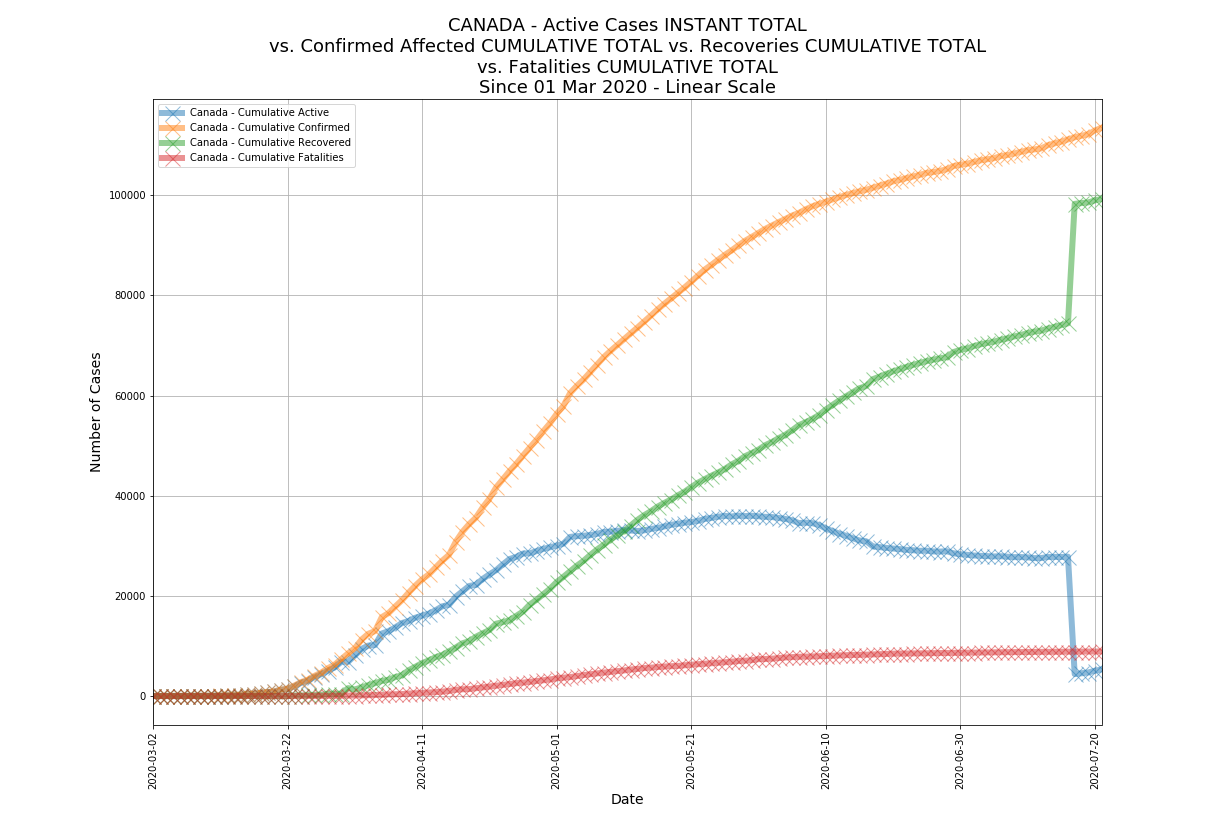 CANADA - Active Cases INSTANT TOTAL
vs. Confirmed Affected CUMULATIVE TOTAL vs. Recoveries CUMULATIVE TOTAL
vs. Fatalities CUMULATIVE TOTAL
Since 01 Mar 2020 - Linear Scale
Canada - Cumulative Active
Canada - Cumulative Confirmed
Canada - Cumulative Recovered
Canada - Cumulative Fatalities
Number of Cases
100000
80000
60000
40000
20000
0
2020-03-02
2020-03-22
2020-04-11
2020-05-01
2020-05-21
2020-06-10
2020-06-30
2020-07-20
Date